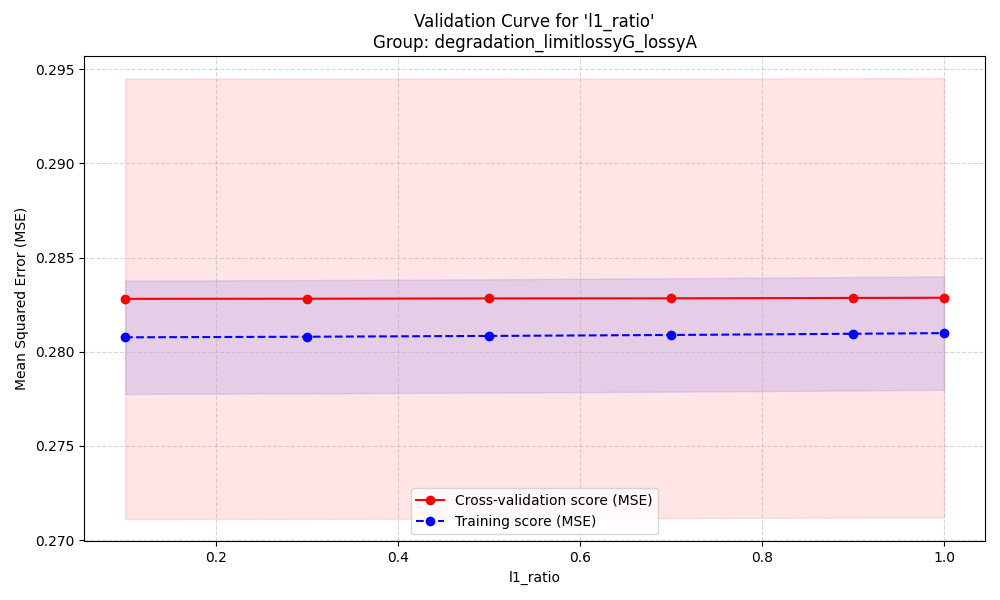 Validation Curve for 'l1_ratio'
Group: degradation_limitlossyG_lossyA
Mean Squared Error (MSE)
0.295
0.290
0.285
0.280
0.275
0.270
Cross-validation score (MSE)
Training score (MSE)
0.2
0.4
0.6
0.8
1.0
l1_ratio